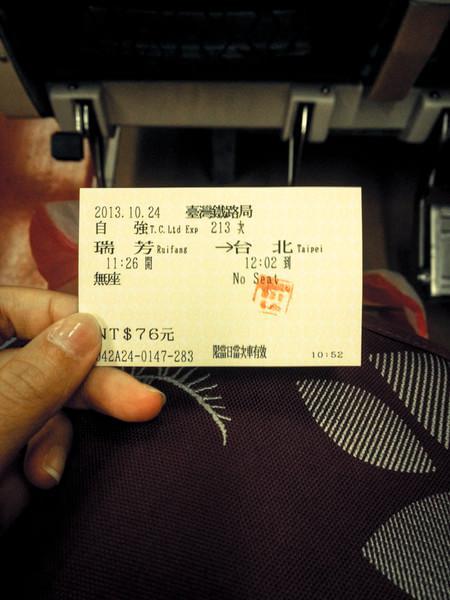 2013.10.24 臺灣鐵路局
自 強 T.C.Ltd Exp 213 次
瑞 芳 Ruifang →台 北 Taipei
11:26 開 12:02 到
無座 No Seat
NT$76元
042A24-0147-283 限當日當次車有效 10:52